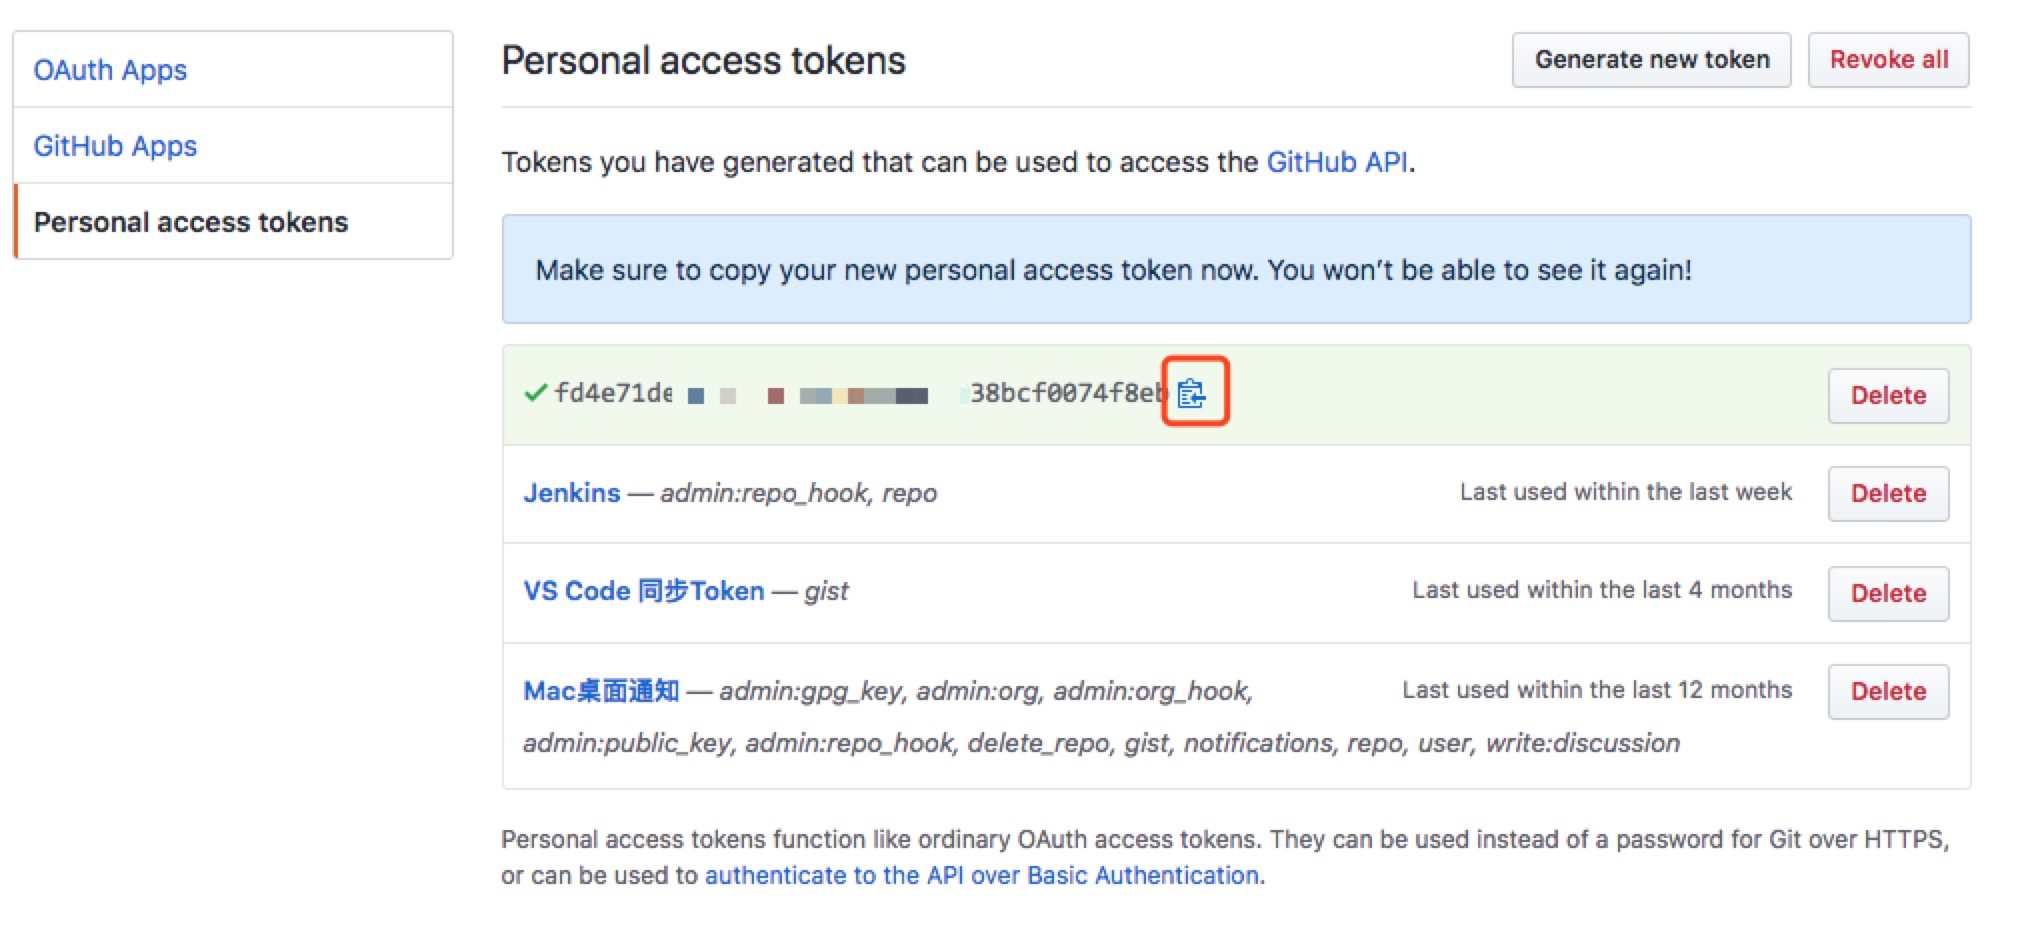 OAuth Apps
GitHub Apps
Personal access tokens
Personal access tokens
Generate new token
Revoke all
Tokens you have generated that can be used to access the GitHub API.
Make sure to copy your new personal access token now. You won't be able to see it again!
fd4e71de 38bcf0074f8eb
Delete
Jenkins — admin:repo_hook, repo
Last used within the last week
Delete
VS Code 同步Token — gist
Last used within the last 4 months
Delete
Mac桌面通知 — admin:gpg_key, admin:org, admin:org_hook,
Last used within the last 12 months
Delete
admin:public_key, admin:repo_hook, delete_repo, gist, notifications, repo, user, write:discussion
Personal access tokens function like ordinary OAuth access tokens. They can be used instead of a password for Git over HTTPS,
or can be used to authenticate to the API over Basic Authentication.